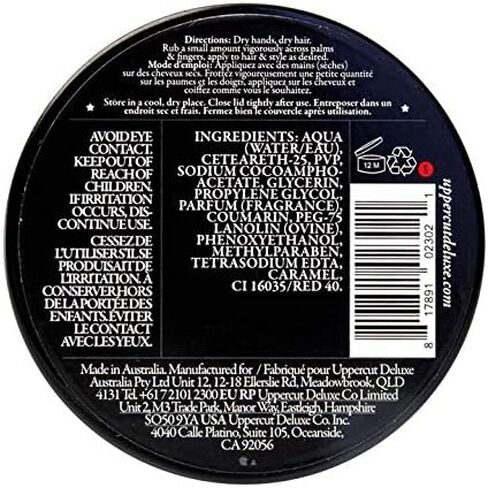 Directions: Dry hands, dry hair.
Rub a small amount vigorously across palms
& fingers, apply to hair & style as desired.
Mode d'emploi: Appliquez avec des mains (sèches)
sur des cheveux secs. Frottez vigoureusement une petite quantité
sur les paumes et les doigts, appliquez sur les cheveux et
coiffez comme vous le souhaitez.
Store in a cool, dry place. Close lid tightly after use. Entreposer dans un
endroit sec et frais. Fermez bien le couvercle après utilisation.
AVOID EYE
CONTACT.
KEEP OUT OF
REACH OF
CHILDREN.
IF IRRITATION
OCCURS, DIS-
CONTINUE USE.
CESSEZ DE
L'UTILISER S'IL SE
PRODUISAIT DE
L'IRRITATION. À
CONSERVER HORS
DE LA PORTÉE DES
ENFANTS. ÉVITER
LE CONTACT
AVEC LES YEUX.
INGREDIENTS: AQUA
(WATER/EAU),
CETEARETH-25, PVP,
SODIUM COCOAMPHO-
ACETATE, GLYCERIN,
PROPYLENE GLYCOL,
PARFUM (FRAGRANCE),
COUMARIN, PEG-75
LANOLIN (OVINE),
PHENOXYETHANOL,
METHYLPARABEN,
TETRASODIUM EDTA,
CARAMEL,
CI 16035/RED 40.
12 M
uppercutdeluxe.com
8 17891 02302 1
Made in Australia. Manufactured for / Fabriqué pour Uppercut Deluxe
Australia Pty Ltd Unit 12, 12-18 Ellerslie Rd, Meadowbrook, QLD
4131 Tel. +61 7 2101 2300 EU RP Uppercut Deluxe Co Limited
Unit 2, M3 Trade Park, Manor Way, Eastleigh, Hampshire
SO50 9YA USA Uppercut Deluxe Co. Inc.
4040 Calle Platino, Suite 105, Oceanside,
CA 92056